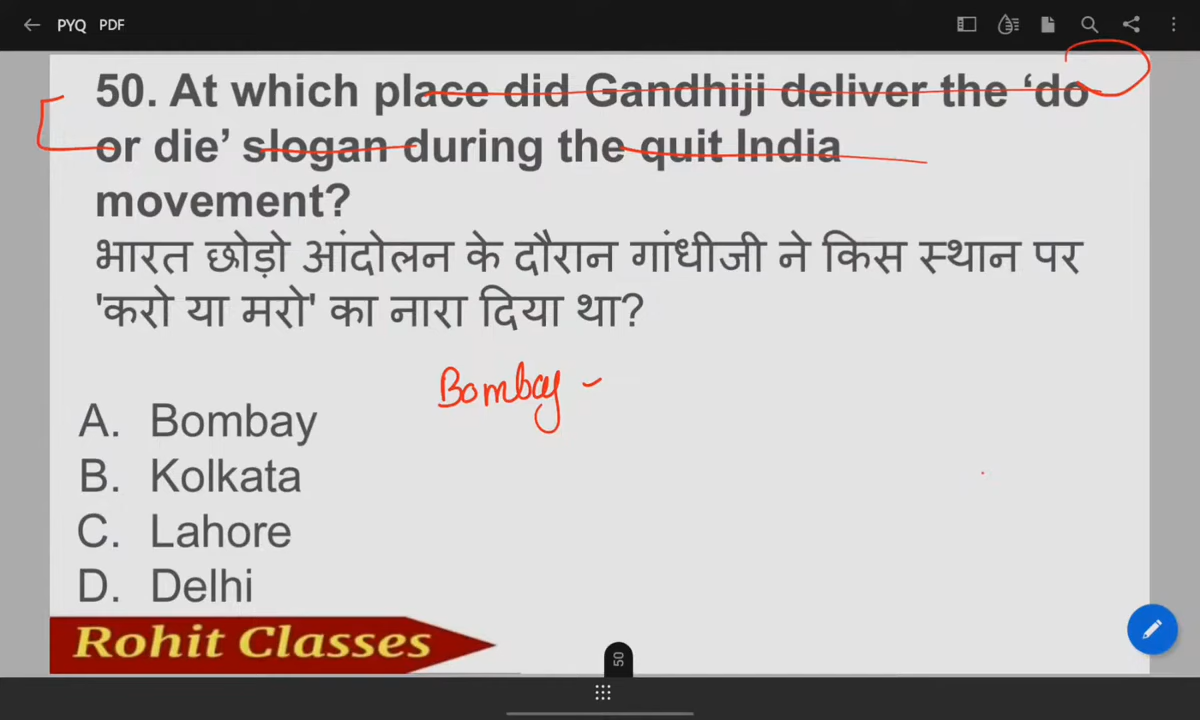 PYQ PDF
50. At which place did Gandhiji deliver the ‘do
or die’ slogan during the quit India
movement?
भारत छोड़ो आंदोलन के दौरान गांधीजी ने किस स्थान पर
'करो या मरो' का नारा दिया था?
Bombay -
A. Bombay
B. Kolkata
C. Lahore
D. Delhi
Rohit Classes
50